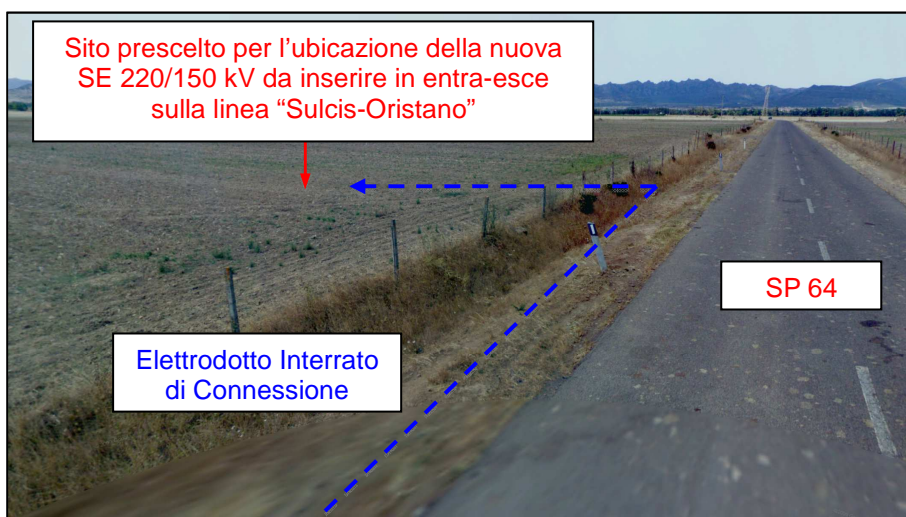 Sito prescelto per l’ubicazione della nuova
SE 220/150 kV da inserire in entra-esce
sulla linea “Sulcis-Oristano”
SP 64
Elettrodotto Interrato
di Connessione